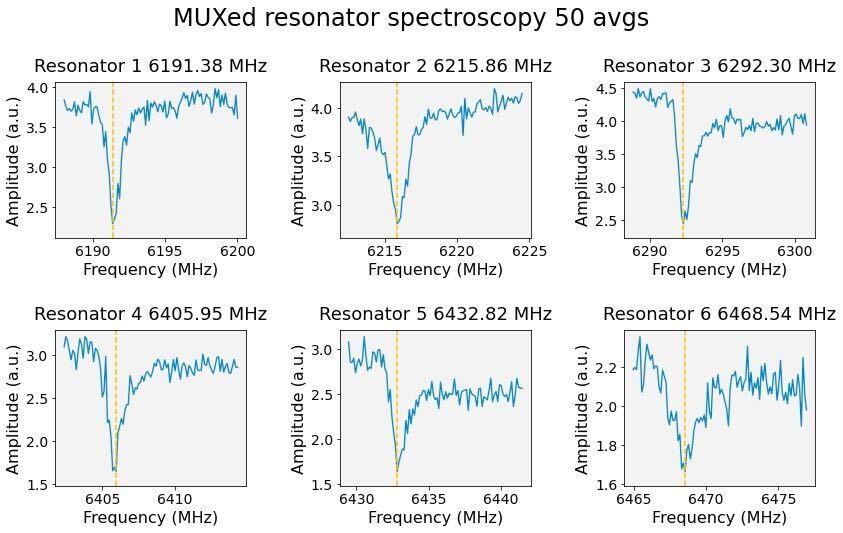 MUXed resonator spectroscopy 50 avgs
Resonator 1 6191.38 MHz
Amplitude (a.u.)
4.0
3.5
3.0
2.5
6190 6195 6200
Frequency (MHz)
Resonator 2 6215.86 MHz
Amplitude (a.u.)
4.0
3.5
3.0
6215 6220 6225
Frequency (MHz)
Resonator 3 6292.30 MHz
Amplitude (a.u.)
4.5
4.0
3.5
3.0
2.5
6290 6295 6300
Frequency (MHz)
Resonator 4 6405.95 MHz
Amplitude (a.u.)
3.0
2.5
2.0
1.5
6405 6410
Frequency (MHz)
Resonator 5 6432.82 MHz
Amplitude (a.u.)
3.0
2.5
2.0
1.5
6430 6435 6440
Frequency (MHz)
Resonator 6 6468.54 MHz
Amplitude (a.u.)
2.2
2.0
1.8
1.6
6465 6470 6475
Frequency (MHz)